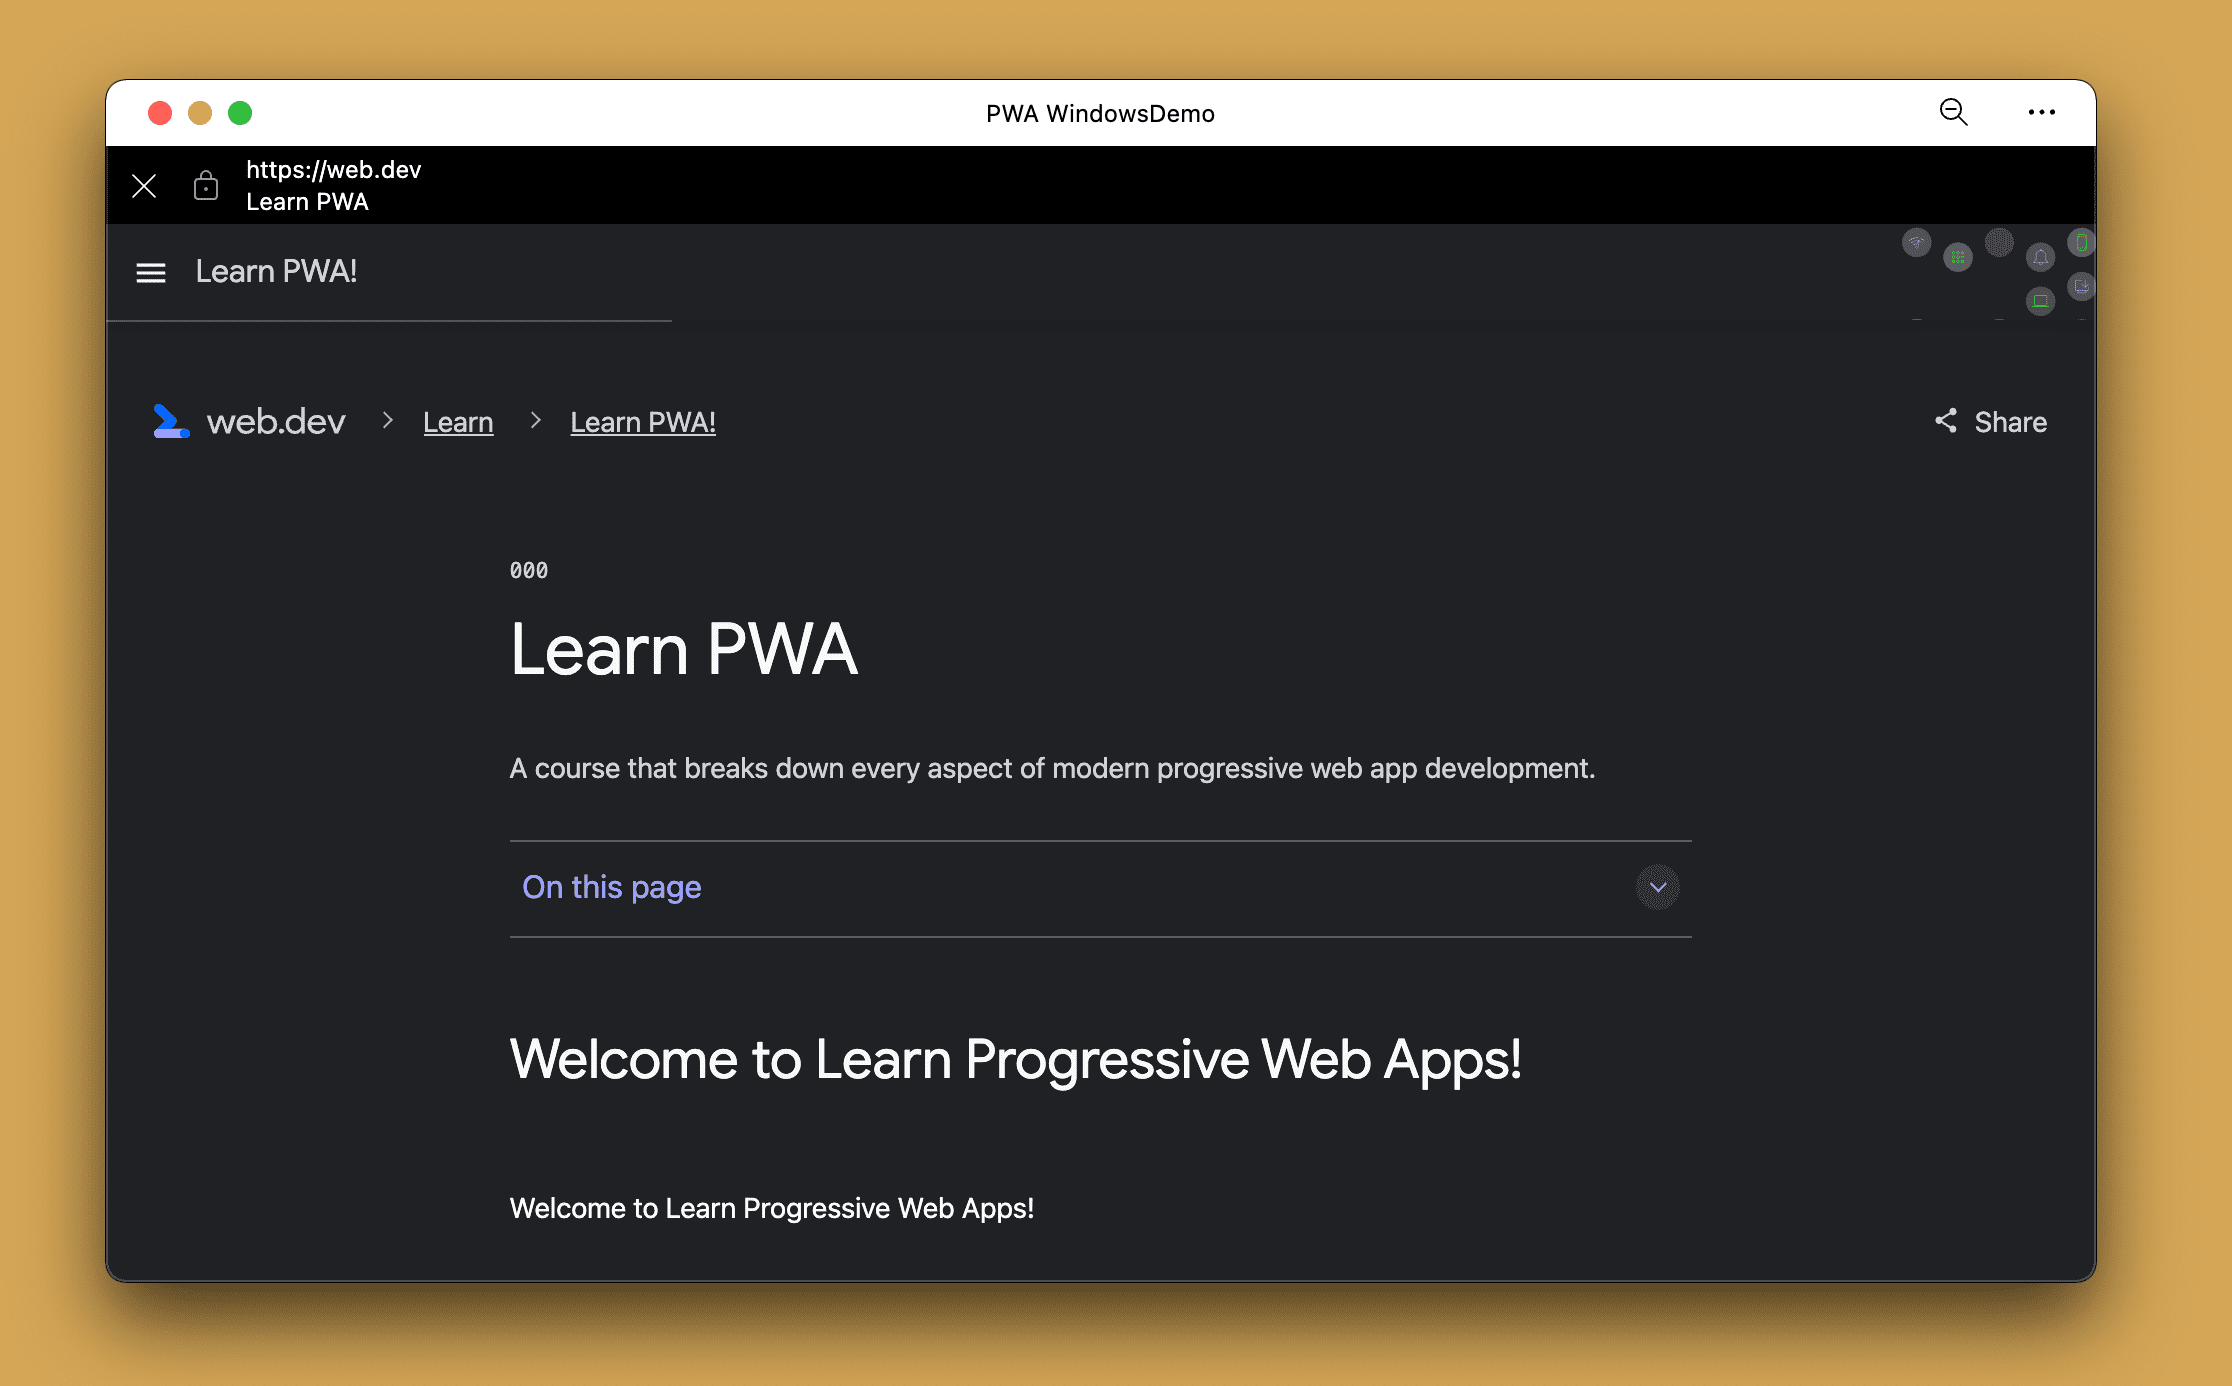 PWA WindowsDemo
https://web.dev
Learn PWA
Learn PWA!
web.dev > Learn > Learn PWA!
Share
000
Learn PWA
A course that breaks down every aspect of modern progressive web app development.
On this page
Welcome to Learn Progressive Web Apps!
Welcome to Learn Progressive Web Apps!